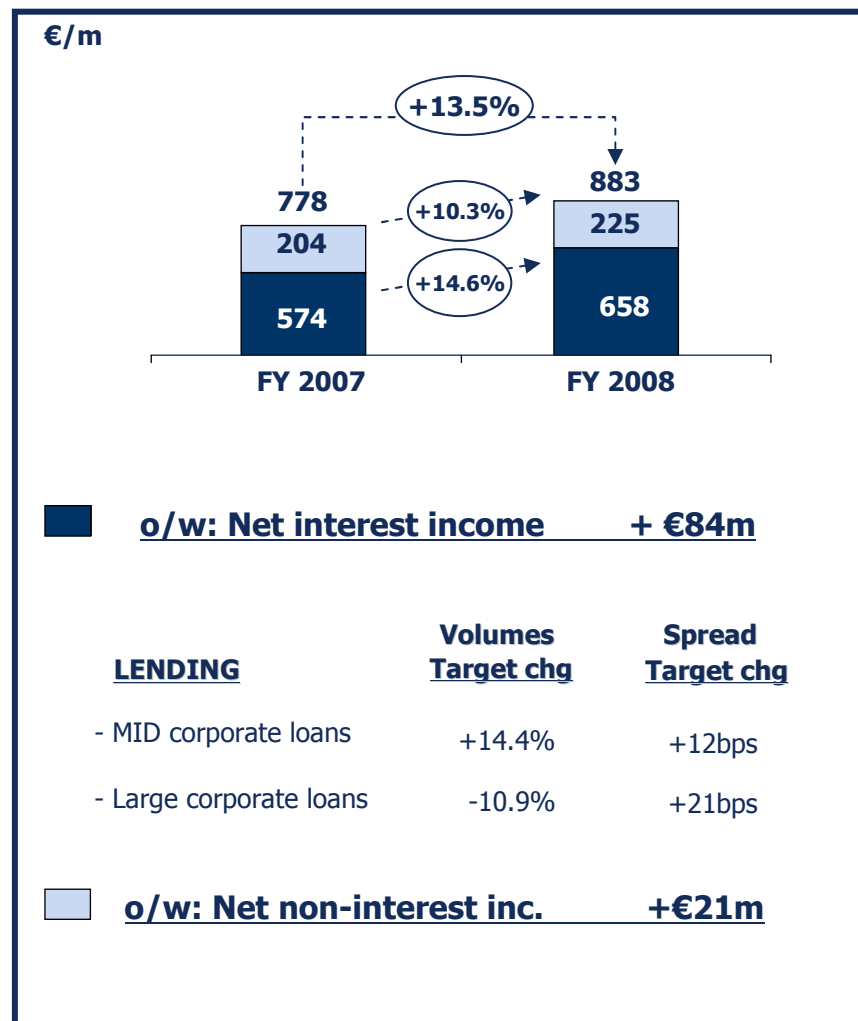 €/m
+13.5%
778
883
204
+10.3%
225
+14.6%
574
658
FY 2007
FY 2008
o/w: Net interest income + €84m
Volumes Spread
LENDING Target chg Target chg
- MID corporate loans +14.4% +12bps
- Large corporate loans -10.9% +21bps
o/w: Net non-interest inc. +€21m